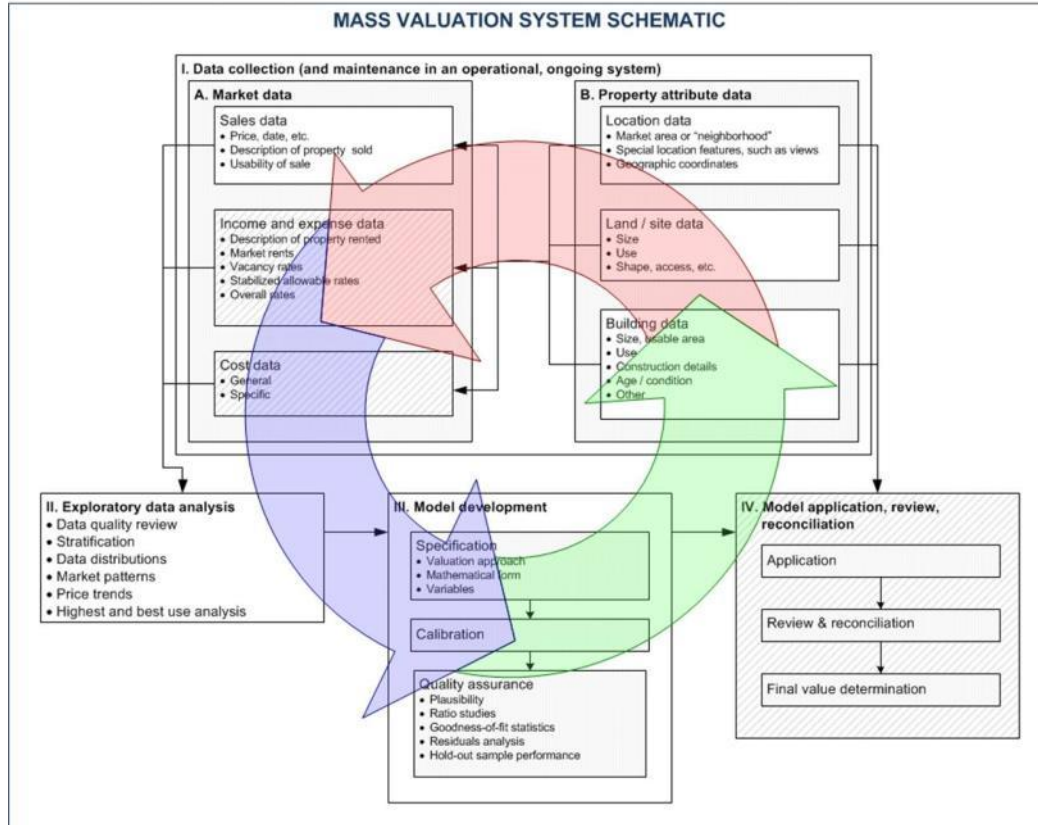 MASS VALUATION SYSTEM SCHEMATIC
I. Data collection (and maintenance in an operational, ongoing system)
A. Market data
Sales data
• Price, date, etc.
• Description of property sold
• Usability of sale
Income and expense data
• Description of property rented
• Market rents
• Vacancy rates
• Stabilized allowable rates
• Overall rates
Cost data
• General
• Specific
B. Property attribute data
Location data
• Market area or “neighborhood”
• Special location features, such as views
• Geographic coordinates
Land / site data
• Size
• Use
• Shape, access, etc.
Building data
• Size, usable area
• Use
• Construction details
• Age / condition
• Other
II. Exploratory data analysis
• Data quality review
• Stratification
• Data distributions
• Market patterns
• Price trends
• Highest and best use analysis
III. Model development
Specification
• Valuation approach
• Mathematical form
• Variables
Calibration
Quality assurance
• Plausibility
• Ratio studies
• Goodness-of-fit statistics
• Residuals analysis
• Hold-out sample performance
IV. Model application, review,
reconciliation
Application
Review & reconciliation
Final value determination